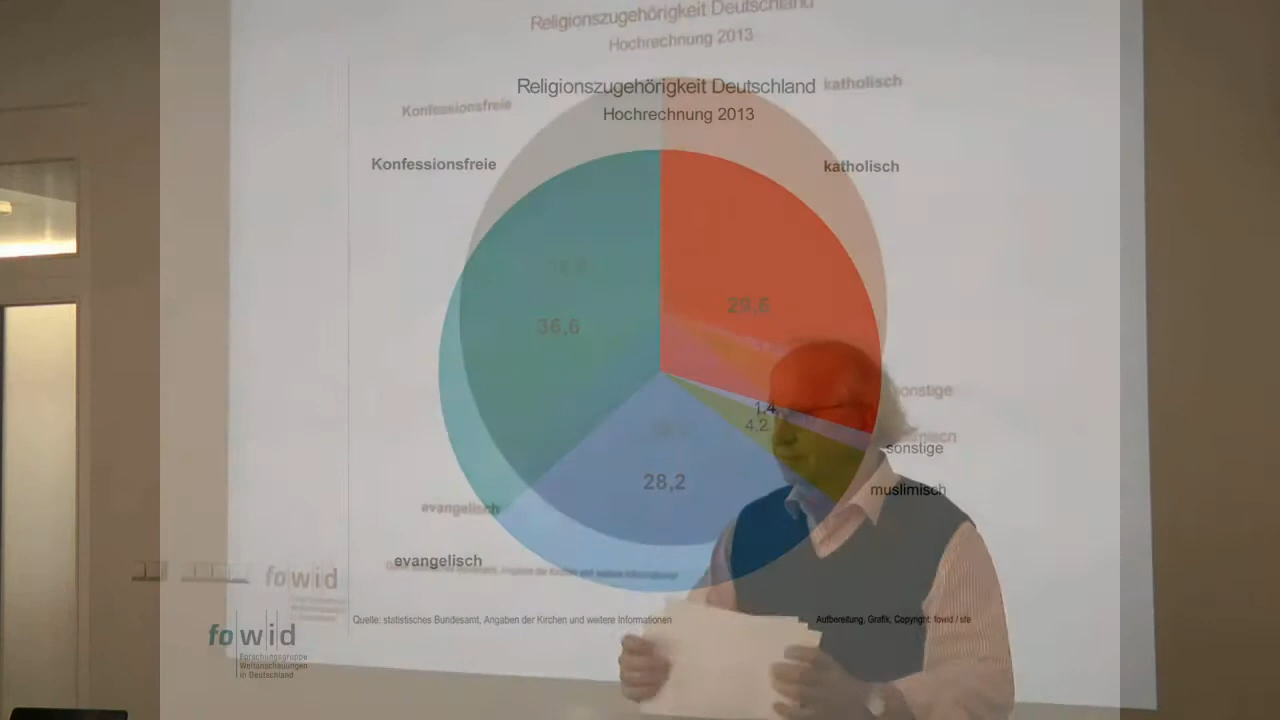 Religionszugehörigkeit Deutschland
Hochrechnung 2013
Religionszugehörigkeit Deutschland
Hochrechnung 2013
Konfessionsfreie
katholisch
Konfessionsfreie
katholisch
29,6
36,6
1,4
4,2
sonstige
sonstige
muslimisch
28,2
evangelisch
evangelisch
fowid
Quelle: statistisches Bundesamt, Angaben der Kirchen und weitere Informationen
Aufbereitung, Grafik, Copyright: fowid / sfe
fowid
Forschungsgruppe
Weltanschauungen
in Deutschland